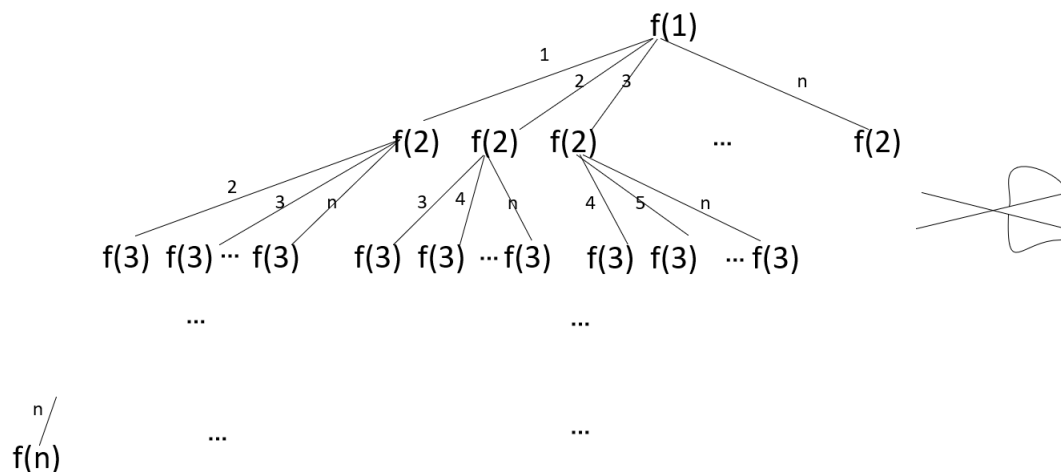 f(1)
1 2 3 n
f(2) f(2) f(2) ... f(2)
2 3 n 3 4 n 4 5 n
f(3) f(3) ... f(3) f(3) f(3) ... f(3) f(3) f(3) ... f(3)
... ...
n
... ...
f(n)